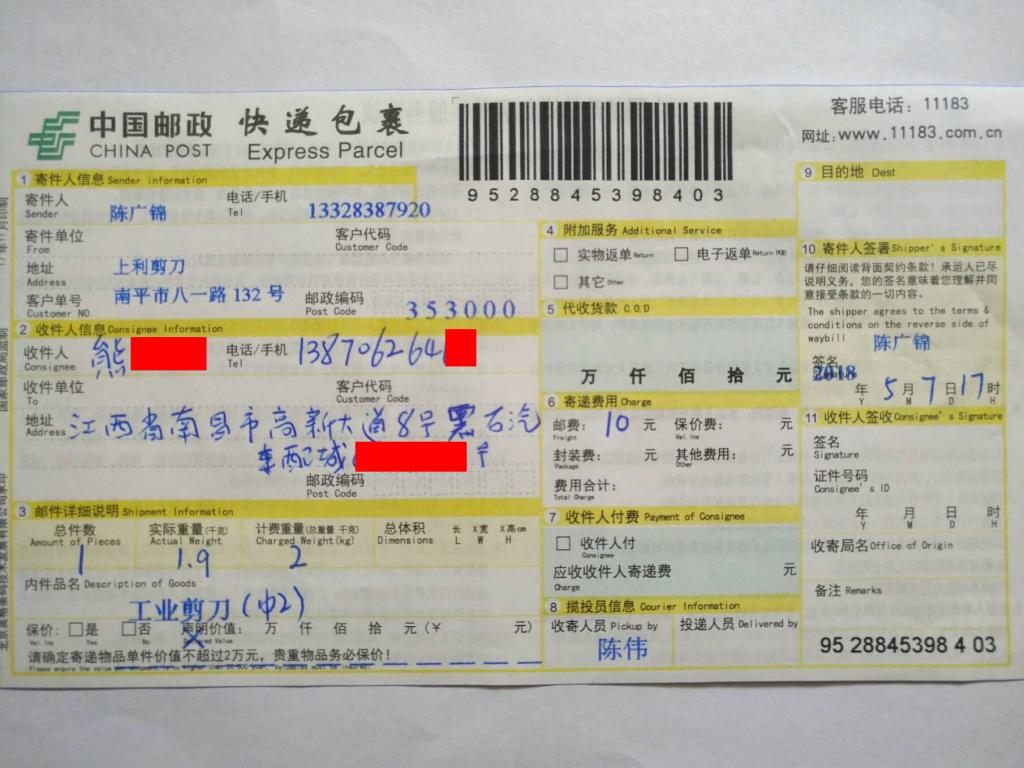 中国邮政 快递包裹
CHINA POST Express Parcel
9 5 2 8 8 4 5 3 9 8 4 0 3
客服电话：11183
网址:www.11183.com.cn
1 寄件人信息 Sender information
寄件人 陈广锦 电话/手机 13328387920
Sender Tel
寄件单位 客户代码
From Customer Code
地址 上利剪刀
Address
南平市八一路 132 号
客户单号 邮政编码 353000
Customer NO. Post Code
2 收件人信息 Consignee Information
收件人 熊 电话/手机 1387062641
Consignee Tel
收件单位 客户代码
To Customer Code
地址 江西省南昌市高新大道8号黑石汽
Address
车配城
邮政编码
Post Code
3 邮件详细说明 Shipment Information
总件数 实际重量(千克) 计费重量(总重量 千克) 总体积 长 X宽 X高cm
Amount of Pieces Actual Weight Charged Weight(kg) Dimensions L W H
1 1.9 2
内件品名 Description of Goods
工业剪刀(中2)
保价: □是 □否 声明价值: 万 仟 佰 拾 元(￥ 元)
Val.line Yes No Declared Value
请确定寄递物品单件价值不超过2万元，贵重物品务必保价!
4 附加服务 Additional Service
□ 实物返单 Return □ 电子返单 Return POD
□ 其它 Other
5 代收货款 C.O.D
万 仟 佰 拾 元
6 寄递费用 Charge
邮费: 10 元 保价费: 元
Freight Val.line
封装费: 元 其他费用: 元
Package Other
费用合计:
Total Charge
7 收件人付费 Payment of Consignee
□ 收件人付
Consignee
应收收件人寄递费 元
Charge
8 揽投员信息 Courier Information
收寄人员 Pickup by 投递人员 Delivered by
陈伟
9 目的地 Dest
10 寄件人签署 Shipper's Signature
请仔细阅读背面契约条款！承运人已尽
说明义务，您的签名意味着您理解并同
意接受条款的一切内容。
The shipper agrees to the terms &
conditions on the reverse side of
waybill
陈广锦
签名
Signature
2018 年 5 月 7 日 17 时
Y M D H
11 收件人签收 Consignee's Signature
签名
Signature
证件号码
Consignee's ID
年 月 日 时
Y M D H
收寄局名 Office of Origin
备注 Remarks
95 28845398 4 03